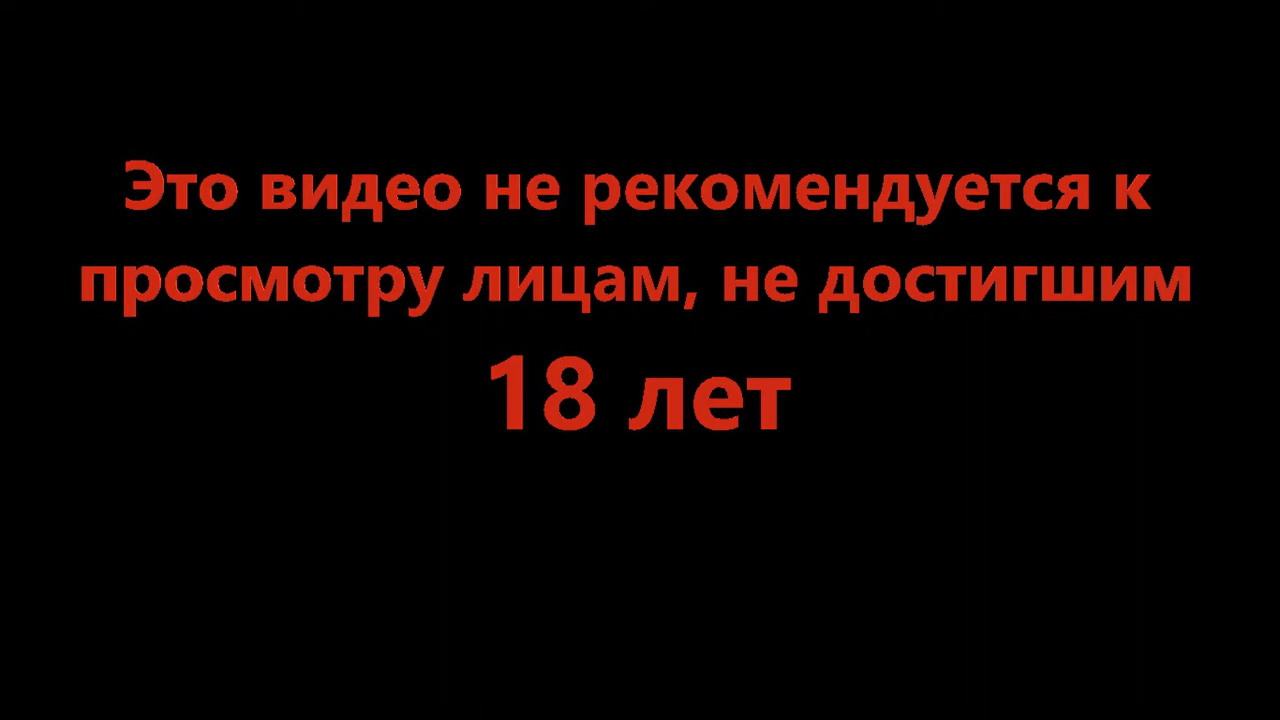 Это видео не рекомендуется к
просмотру лицам, не достигшим
18 лет